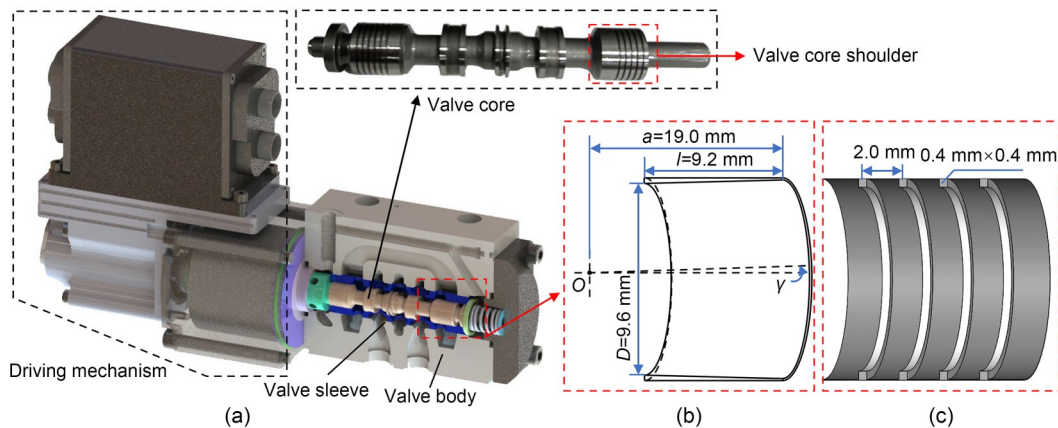 Valve core shoulder
Valve core
a=19.0 mm
l=9.2 mm
2.0 mm
0.4 mm×0.4 mm
O
D=9.6 mm
γ
Driving mechanism
Valve sleeve
Valve body
(a)
(b)
(c)